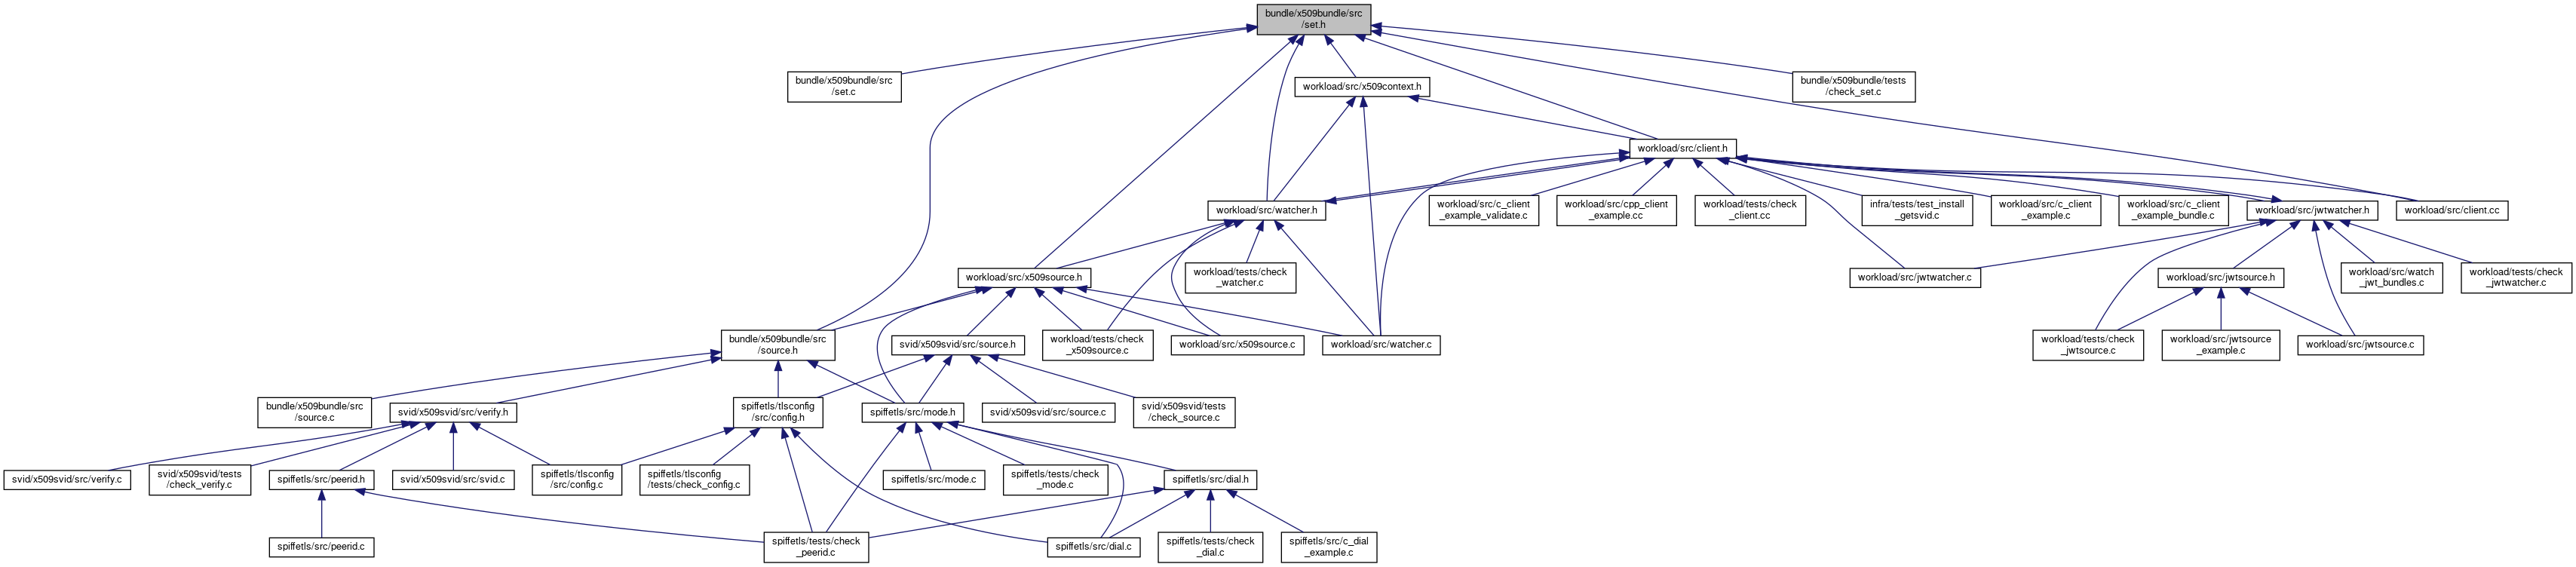 bundle/x509bundle/src
/set.h
bundle/x509bundle/src
/set.c
workload/src/x509context.h
bundle/x509bundle/tests
/check_set.c
workload/src/client.h
workload/src/watcher.h
workload/src/c_client
_example_validate.c
workload/src/cpp_client
_example.cc
workload/tests/check
_client.cc
infra/tests/test_install
_getsvid.c
workload/src/c_client
_example.c
workload/src/c_client
_example_bundle.c
workload/src/jwtwatcher.h
workload/src/client.cc
workload/src/x509source.h
workload/tests/check
_watcher.c
workload/src/jwtwatcher.c
workload/src/jwtsource.h
workload/src/watch
_jwt_bundles.c
workload/tests/check
_jwtwatcher.c
bundle/x509bundle/src
/source.h
svid/x509svid/src/source.h
workload/tests/check
_x509source.c
workload/src/x509source.c
workload/src/watcher.c
workload/tests/check
_jwtsource.c
workload/src/jwtsource
_example.c
workload/src/jwtsource.c
bundle/x509bundle/src
/source.c
svid/x509svid/src/verify.h
spiffetls/tlsconfig
/src/config.h
spiffetls/src/mode.h
svid/x509svid/src/source.c
svid/x509svid/tests
/check_source.c
svid/x509svid/src/verify.c
svid/x509svid/tests
/check_verify.c
spiffetls/src/peerid.h
svid/x509svid/src/svid.c
spiffetls/tlsconfig
/src/config.c
spiffetls/tlsconfig
/tests/check_config.c
spiffetls/src/mode.c
spiffetls/tests/check
_mode.c
spiffetls/src/dial.h
spiffetls/src/peerid.c
spiffetls/tests/check
_peerid.c
spiffetls/src/dial.c
spiffetls/tests/check
_dial.c
spiffetls/src/c_dial
_example.c